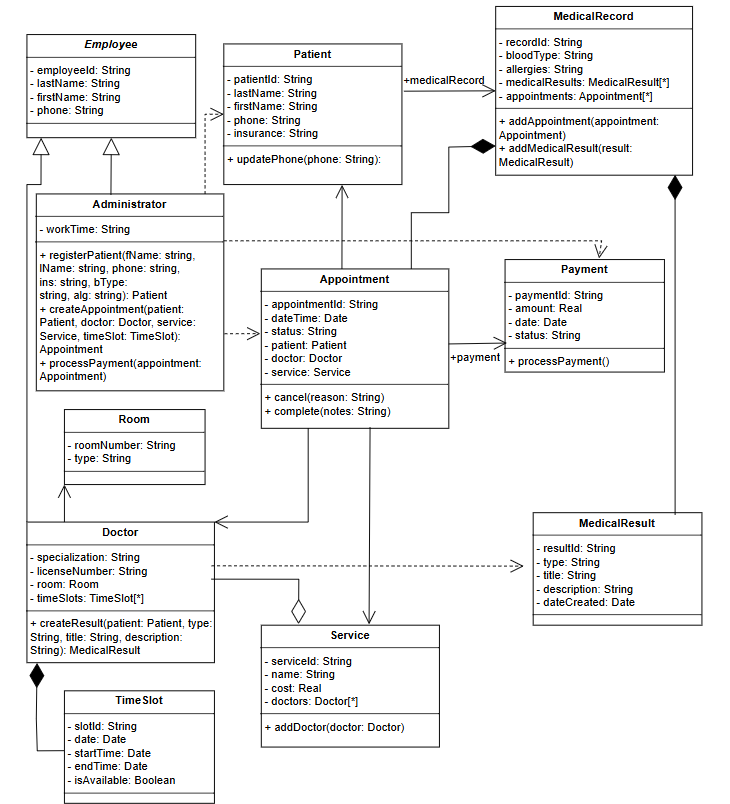 Employee
- employeeId: String
- lastName: String
- firstName: String
- phone: String
Patient
- patientId: String
- lastName: String
- firstName: String
- phone: String
- insurance: String
+ updatePhone(phone: String):
+medicalRecord
MedicalRecord
- recordId: String
- bloodType: String
- allergies: String
- medicalResults: MedicalResult[*]
- appointments: Appointment[*]
+ addAppointment(appointment:
Appointment)
+ addMedicalResult(result:
MedicalResult)
Administrator
- workTime: String
+ registerPatient(fName: string,
lName: string, phone: string,
ins: string, bType:
string, alg: string): Patient
+ createAppointment(patient:
Patient, doctor: Doctor, service:
Service, timeSlot: TimeSlot):
Appointment
+ processPayment(appointment:
Appointment)
Appointment
- appointmentId: String
- dateTime: Date
- status: String
- patient: Patient
- doctor: Doctor
- service: Service
+ cancel(reason: String)
+ complete(notes: String)
+payment
Payment
- paymentId: String
- amount: Real
- date: Date
- status: String
+ processPayment()
Room
- roomNumber: String
- type: String
Doctor
- specialization: String
- licenseNumber: String
- room: Room
- timeSlots: TimeSlot[*]
+ createResult(patient: Patient, type:
String, title: String, description:
String): MedicalResult
MedicalResult
- resultId: String
- type: String
- title: String
- description: String
- dateCreated: Date
Service
- serviceId: String
- name: String
- cost: Real
- doctors: Doctor[*]
+ addDoctor(doctor: Doctor)
TimeSlot
- slotId: String
- date: Date
- startTime: Date
- endTime: Date
- isAvailable: Boolean